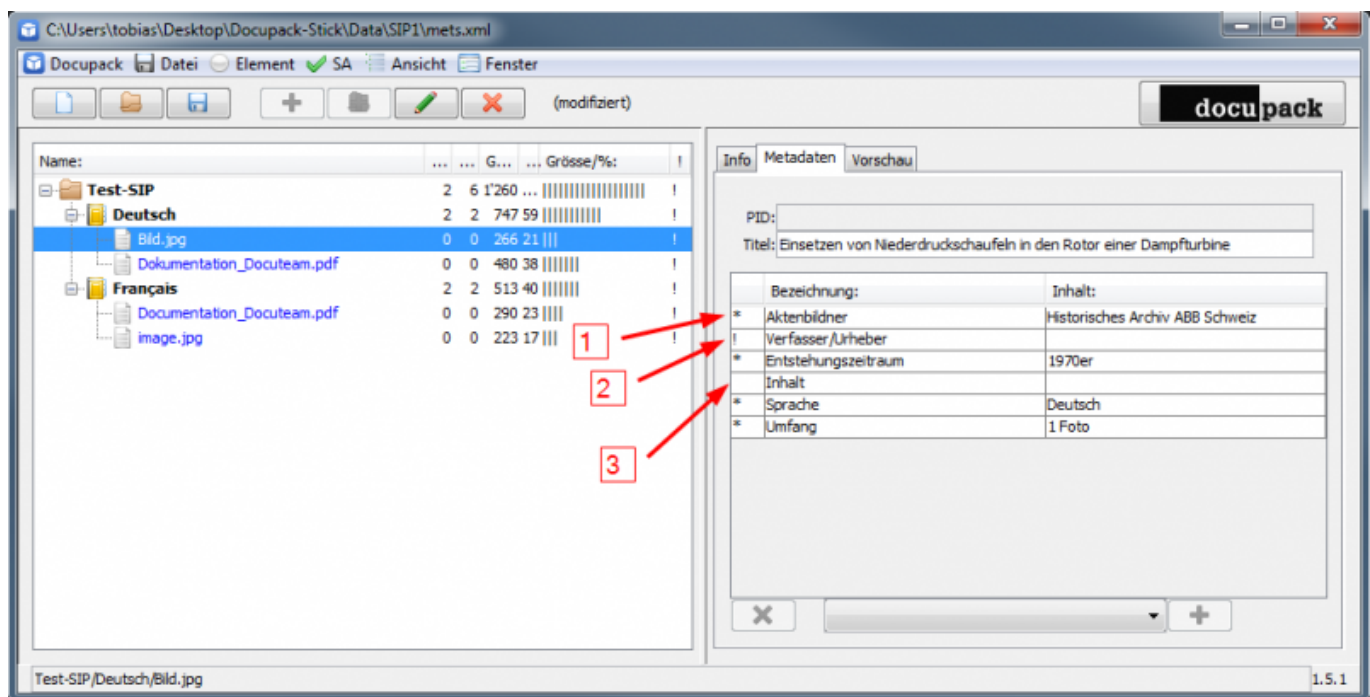 C:\Users\tobias\Desktop\Docupack-Stick\Data\SIP1\mets.xml
Docupack Datei Element SA Ansicht Fenster
(modifiziert)
docupack
Name: ... ... G... ... Grösse/%: !
Test-SIP 2 6 1'260 ... |||||||||||||||||||| !
Deutsch 2 2 747 59 ||||||||||| !
Bild.jpg 0 0 266 21 ||| !
Dokumentation_Docuteam.pdf 0 0 480 38 ||||||| !
Français 2 2 513 40 ||||||| !
Documentation_Docuteam.pdf 0 0 290 23 |||| !
image.jpg 0 0 223 17 ||| !
1
2
3
Info Metadaten Vorschau
PID:
Titel: Einsetzen von Niederdruckschaufeln in den Rotor einer Dampfturbine
Bezeichnung: Inhalt:
* Aktenbildner Historisches Archiv ABB Schweiz
! Verfasser/Urheber
* Entstehungszeitraum 1970er
Inhalt
* Sprache Deutsch
* Umfang 1 Foto
Test-SIP/Deutsch/Bild.jpg 1.5.1